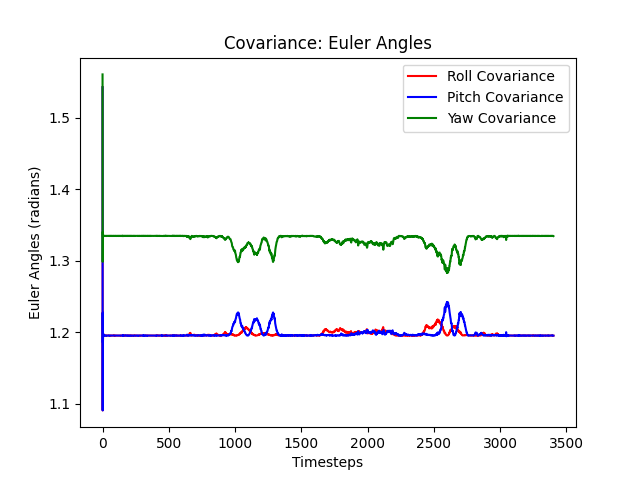 Covariance: Euler Angles
Roll Covariance
Pitch Covariance
Yaw Covariance
Euler Angles (radians)
1.5
1.4
1.3
1.2
1.1
0
500
1000
1500
2000
2500
3000
3500
Timesteps